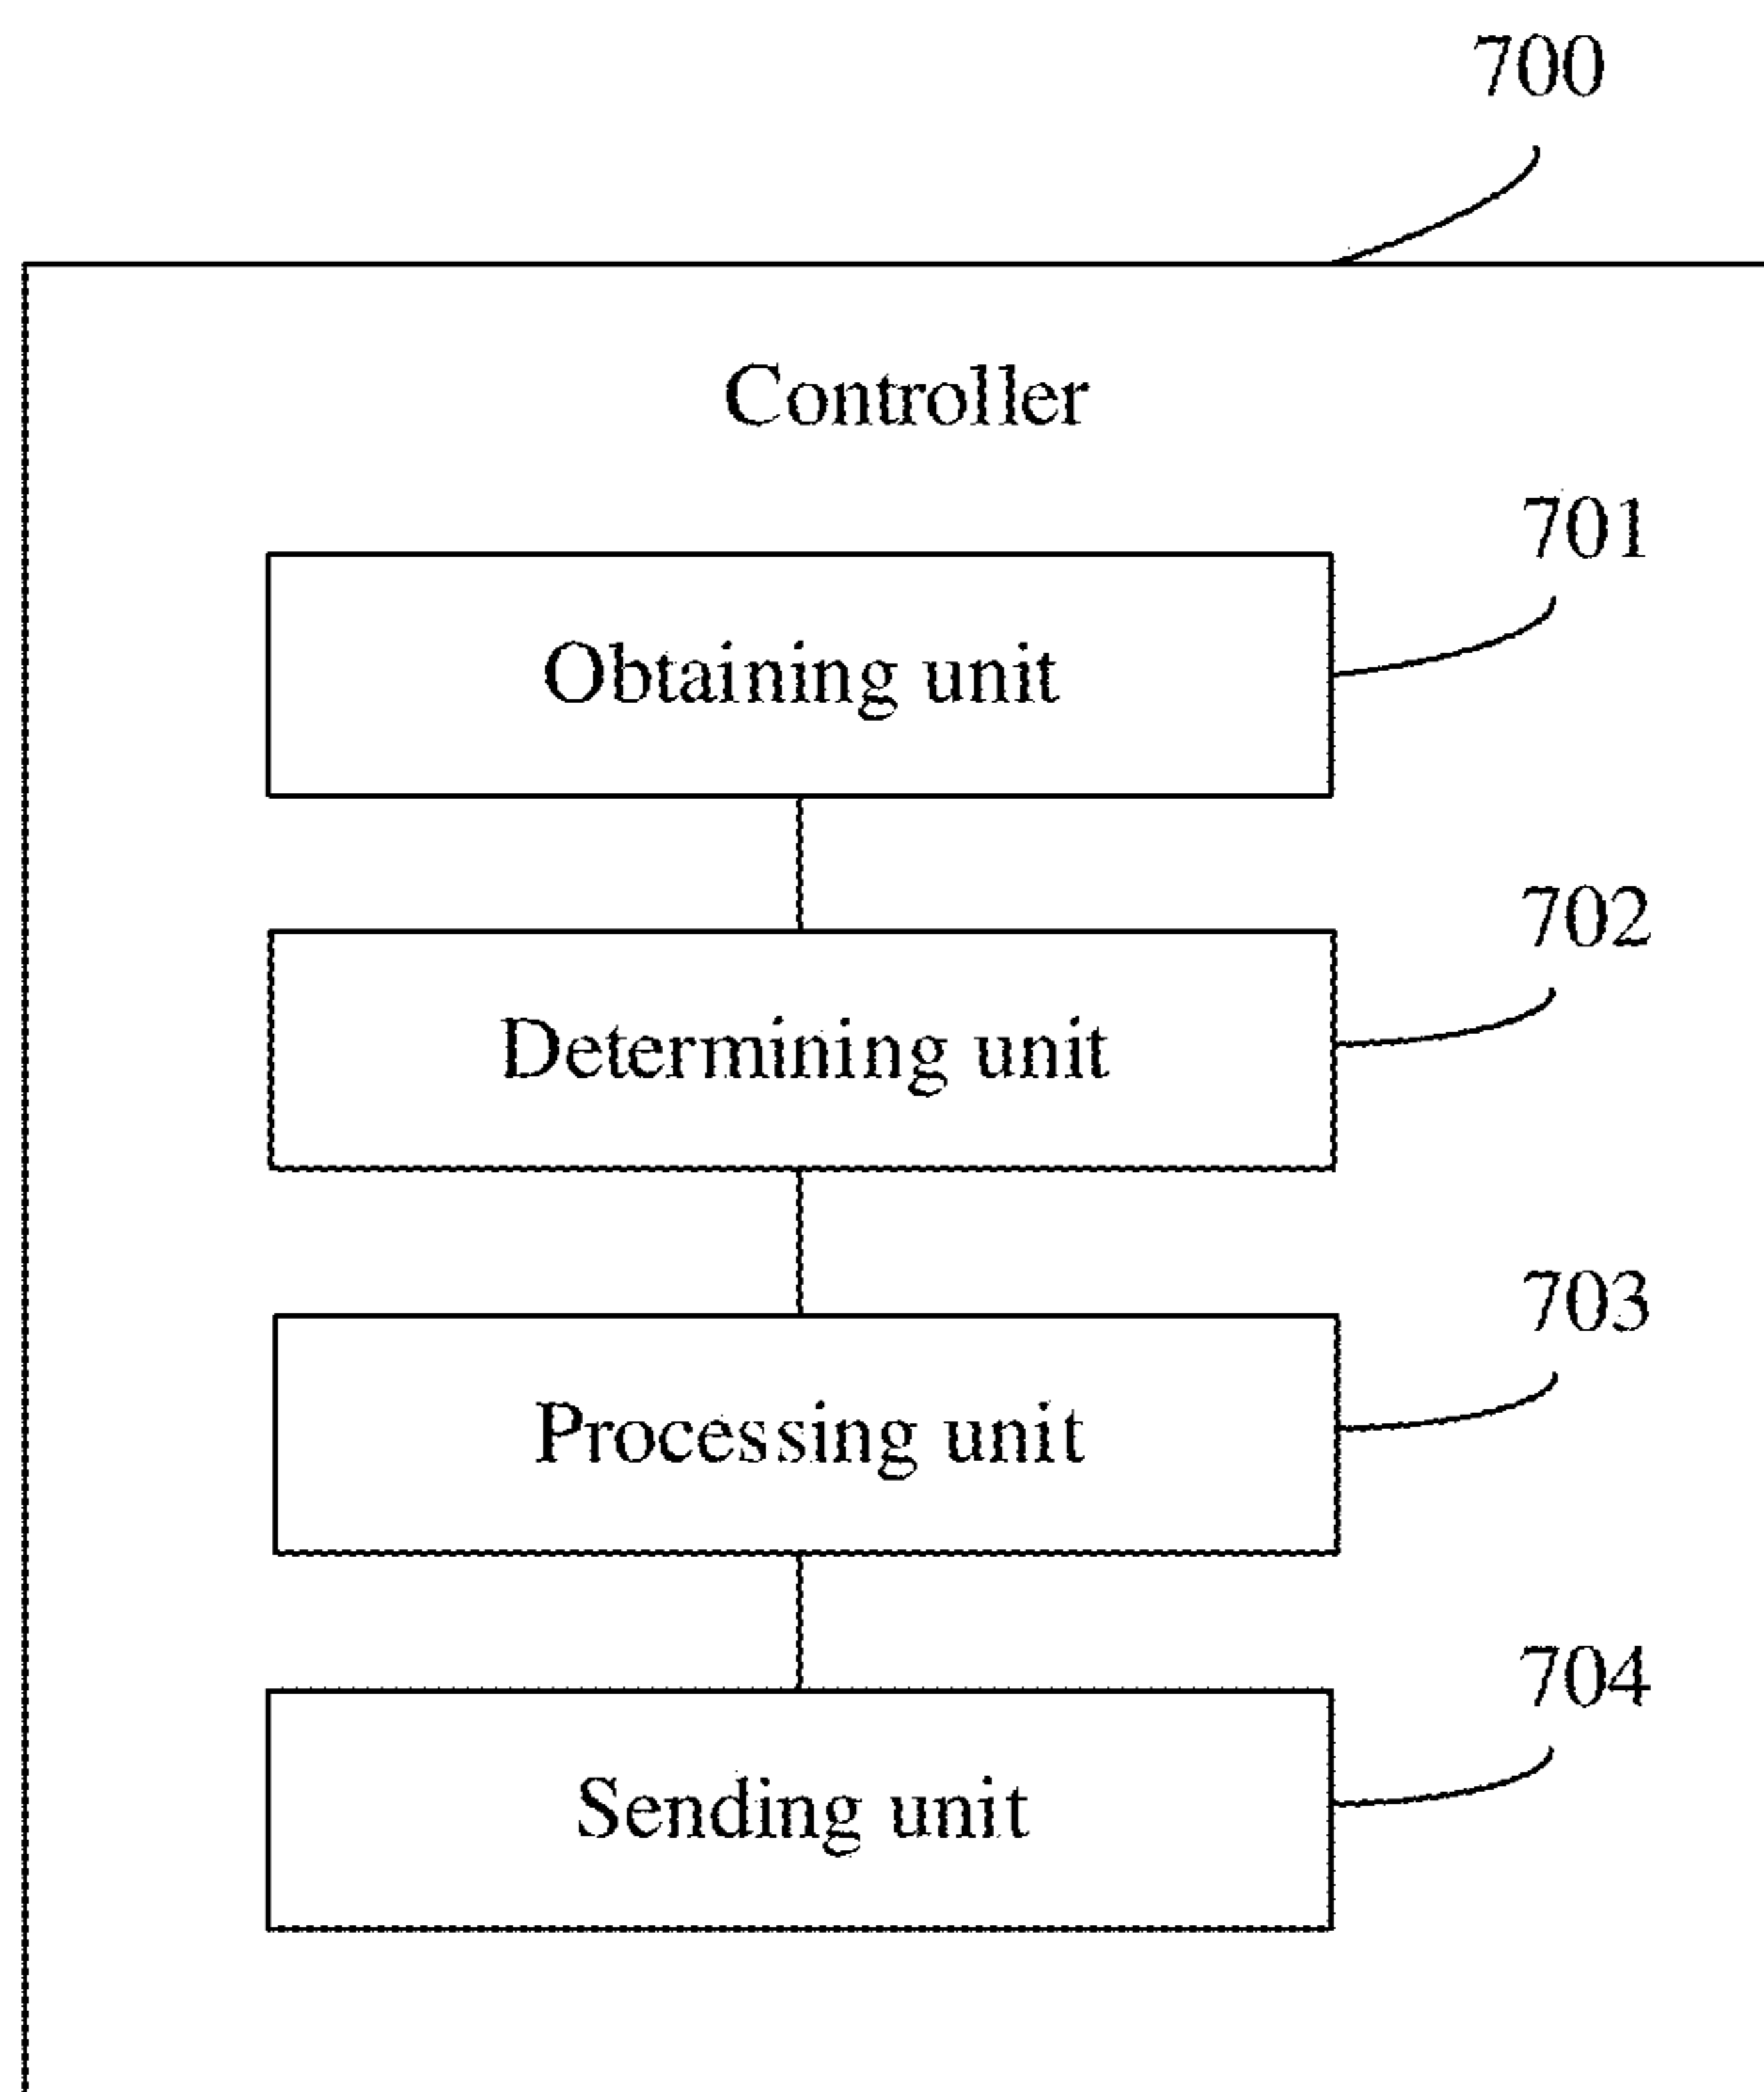 700
Controller
701
Obtaining unit
702
Determining unit
703
Processing unit
704
Sending unit